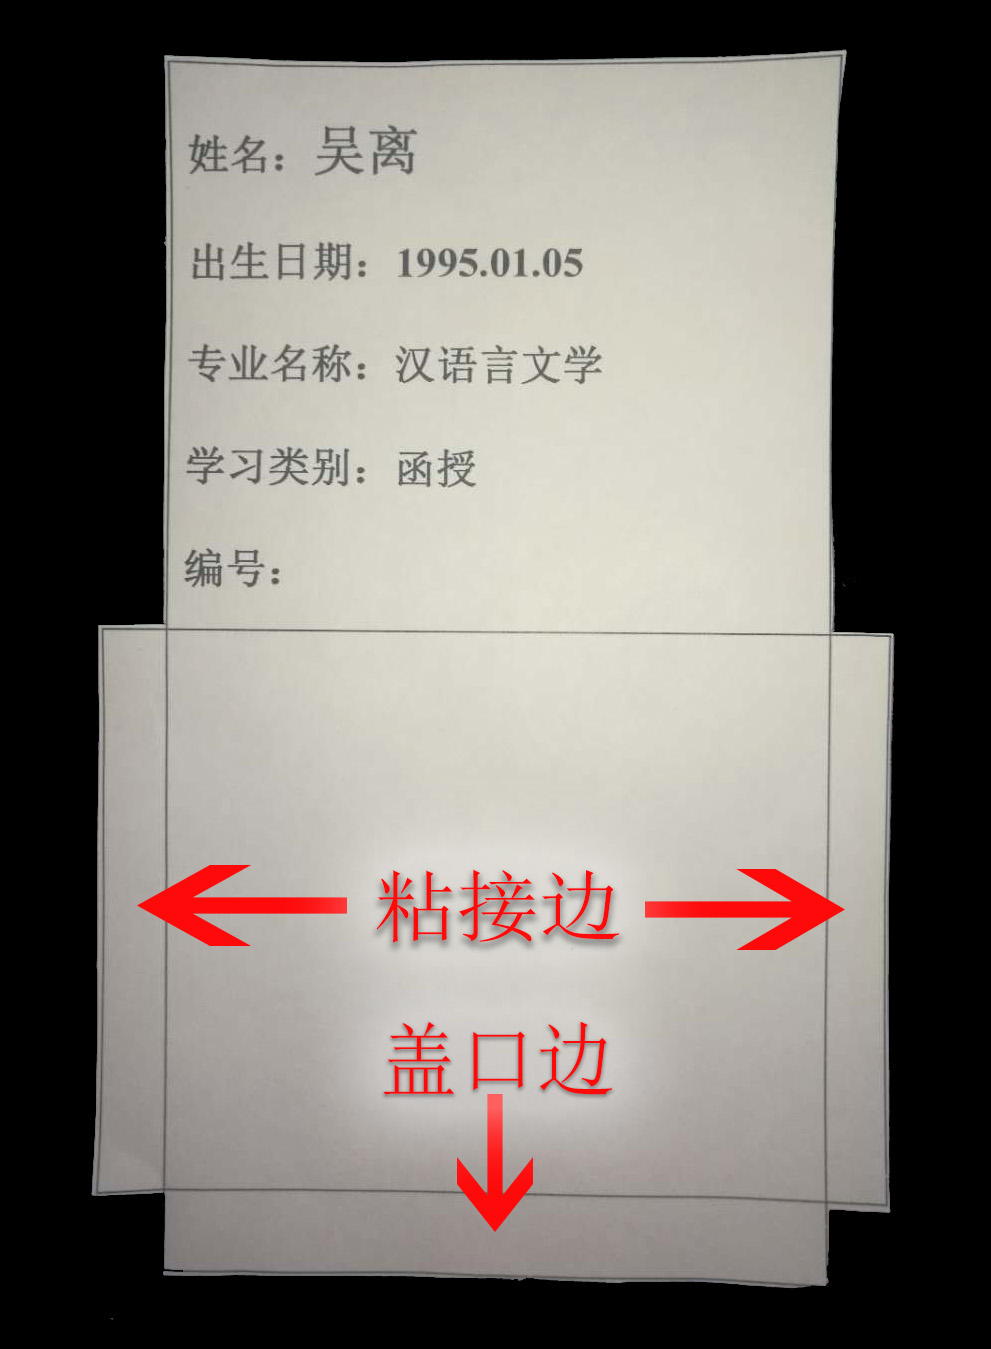 姓名：吴离
出生日期：1995.01.05
专业名称：汉语言文学
学习类别：函授
编号：
粘接边
盖口边